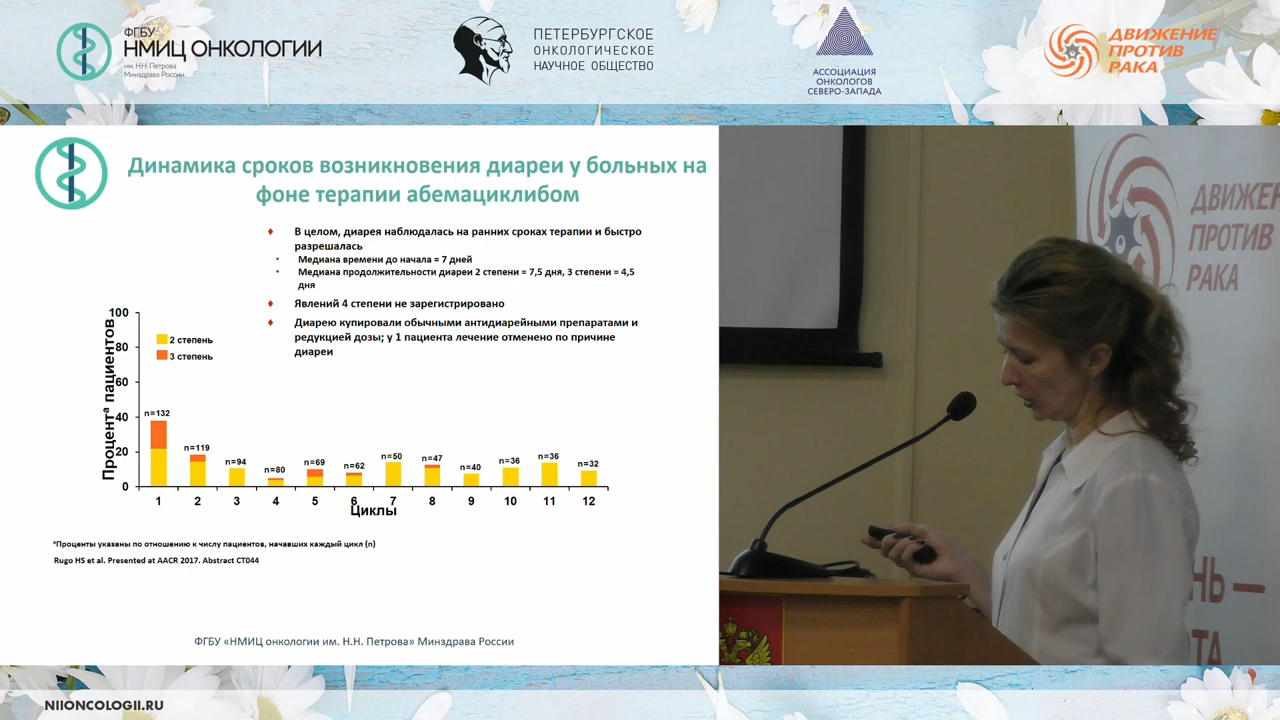 ФГБУ
НМИЦ ОНКОЛОГИИ
им. Н.Н. Петрова
Минздрава России
ПЕТЕРБУРГСКОЕ
ОНКОЛОГИЧЕСКОЕ
НАУЧНОЕ ОБЩЕСТВО
АССОЦИАЦИЯ
ОНКОЛОГОВ
СЕВЕРО-ЗАПАДА
ДВИЖЕНИЕ
ПРОТИВ
РАКА
Динамика сроков возникновения диареи у больных на
фоне терапии абемациклибом
♦ В целом, диарея наблюдалась на ранних сроках терапии и быстро
разрешалась
• Медиана времени до начала = 7 дней
• Медиана продолжительности диареи 2 степени = 7,5 дня, 3 степени = 4,5
дня
♦ Явлений 4 степени не зарегистрировано
♦ Диарею купировали обычными антидиарейными препаратами и
редукцией дозы; у 1 пациента лечение отменено по причине
диареи
Процентª пациентов
100
80
60
40
20
0
2 степень
3 степень
n=132
n=119
n=94
n=80
n=69
n=62
n=50
n=47
n=40
n=36
n=36
n=32
1 2 3 4 5 6 7 8 9 10 11 12
Циклы
ªПроценты указаны по отношению к числу пациентов, начавших каждый цикл (n)
Rugo HS et al. Presented at AACR 2017. Abstract CT044
ФГБУ «НМИЦ онкологии им. Н.Н. Петрова» Минздрава России
ДВИЖЕ
ПРОТИВ
РАКА
НЬ —
ТА
NIIONCOLOGII.RU